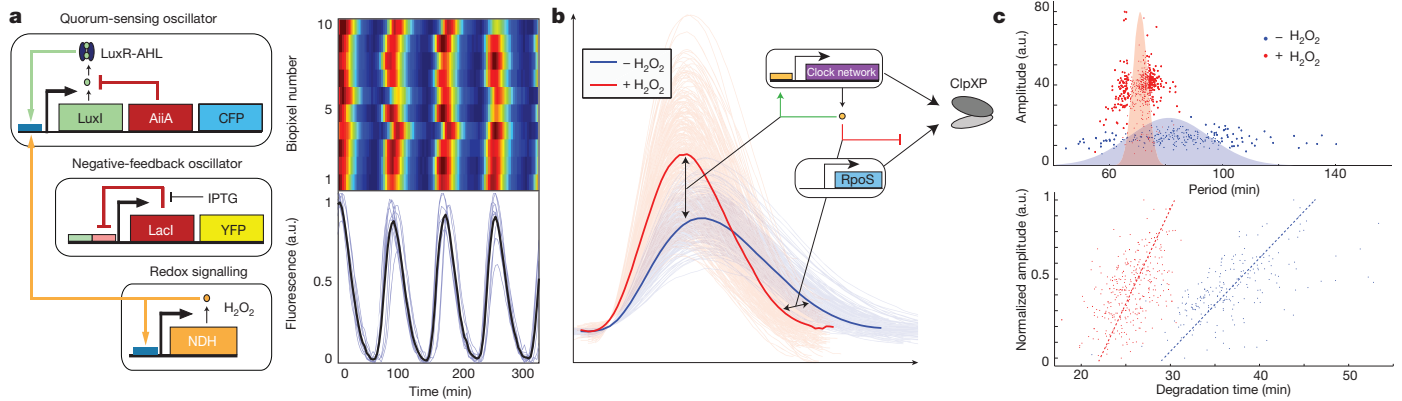 a
Quorum-sensing oscillator
LuxR-AHL
LuxI
AiiA
CFP
Negative-feedback oscillator
IPTG
LacI
YFP
Redox signalling
H2O2
NDH
Biopixel number
10
5
1
Fluorescence (a.u.)
1
0.5
0
0
100
200
300
Time (min)
b
– H2O2
+ H2O2
Clock network
ClpXP
RpoS
c
Amplitude (a.u.)
80
40
0
– H2O2
+ H2O2
60
100
140
Period (min)
Normalized amplitude (a.u.)
1
0.5
0
20
30
40
50
Degradation time (min)